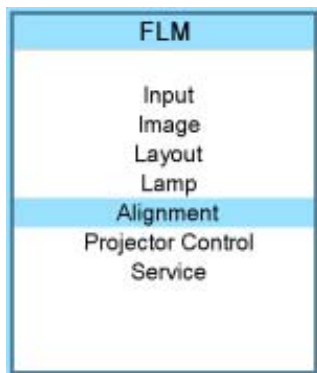 FLM
Input
Image
Layout
Lamp
Alignment
Projector Control
Service